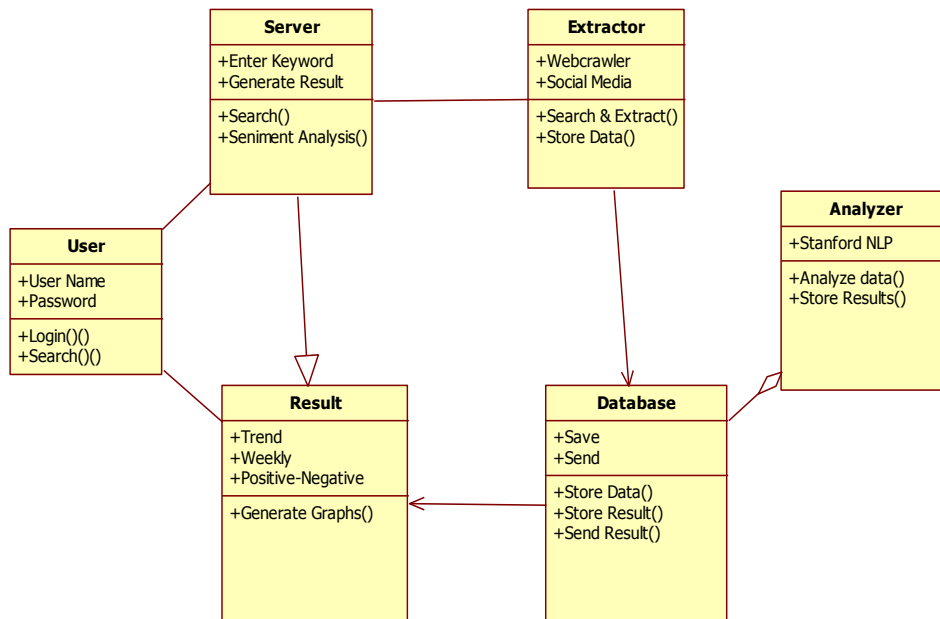 Server
+Enter Keyword
+Generate Result
+Search()
+Seniment Analysis()
Extractor
+Webcrawler
+Social Media
+Search & Extract()
+Store Data()
Analyzer
+Stanford NLP
+Analyze data()
+Store Results()
User
+User Name
+Password
+Login()()
+Search()()
Result
+Trend
+Weekly
+Positive-Negative
+Generate Graphs()
Database
+Save
+Send
+Store Data()
+Store Result()
+Send Result()